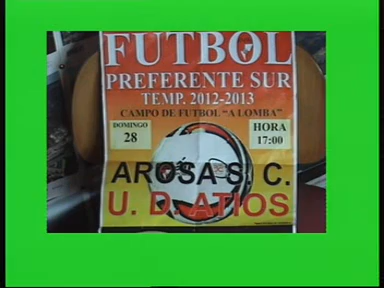 FUTBOL
PREFERENTE SUR
TEMP. 2012-2013
CAMPO DE FUTBOL "A LOMBA"
DOMINGO
28
HORA
17:00
AROSA S. C.
U. D. ATIOS